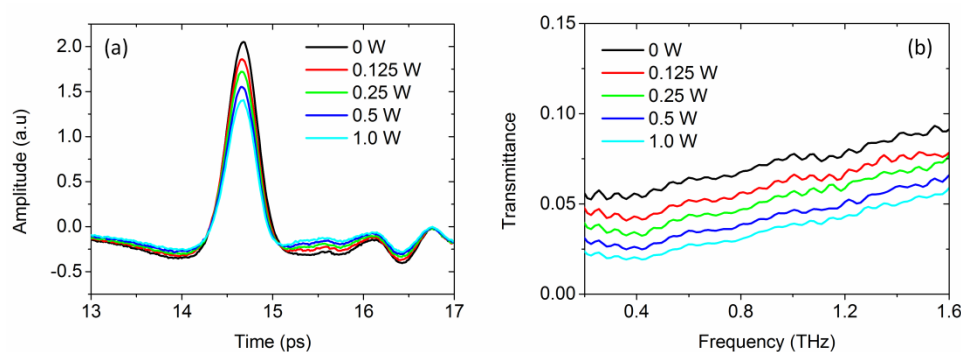 (a)
0 W
0.125 W
0.25 W
0.5 W
1.0 W
2.0
1.5
1.0
0.5
0.0
-0.5
Amplitude (a.u)
13
14
15
16
17
Time (ps)
(b)
0 W
0.125 W
0.25 W
0.5 W
1.0 W
0.15
0.10
0.05
0.00
Transmittance
0.4
0.8
1.2
1.6
Frequency (THz)